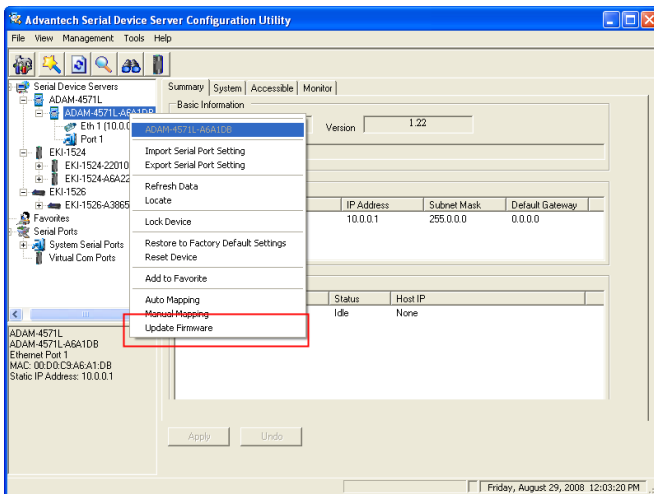 Advantech Serial Device Server Configuration Utility
File View Management Tools Help
Serial Device Servers
ADAM-4571L
ADAM-4571L-A6A1DB
Eth 1 (10.0.0
Port 1
EKI-1524
EKI-1524-22010
EKI-1524-A6A22
EKI-1526
EKI-1526-A3865
Favorites
Serial Ports
System Serial Ports
Virtual Com Ports
ADAM-4571L
ADAM-4571L-A6A1DB
Ethernet Port 1
MAC: 00:D0:C9:A6:A1:DB
Static IP Address: 10.0.0.1
ADAM-4571L-A6A1DB
Import Serial Port Setting
Export Serial Port Setting
Refresh Data
Locate
Lock Device
Restore to Factory Default Settings
Reset Device
Add to Favorite
Auto Mapping
Manual Mapping
Update Firmware
Summary System Accessible Monitor
Basic Information
Version 1.22
IP Address Subnet Mask Default Gateway
10.0.0.1 255.0.0.0 0.0.0.0
Status Host IP
Idle None
Apply Undo
Friday, August 29, 2008 12:03:20 PM